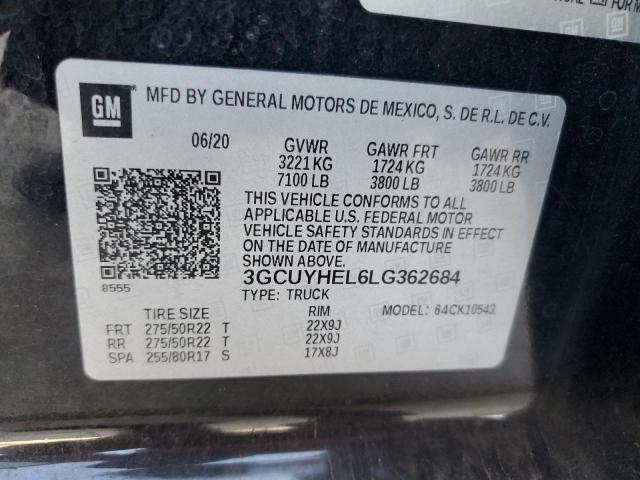 FOR M
GM
MFD BY GENERAL MOTORS DE MEXICO, S. DE R.L. DE C.V.
06/20 GVWR GAWR FRT GAWR RR
3221 KG 1724 KG 1724 KG
7100 LB 3800 LB 3800 LB
THIS VEHICLE CONFORMS TO ALL
APPLICABLE U.S. FEDERAL MOTOR
VEHICLE SAFETY STANDARDS IN EFFECT
ON THE DATE OF MANUFACTURE
SHOWN ABOVE.
8555
3GCUYHEL6LG362684
TYPE: TRUCK MODEL: 64CK10543
TIRE SIZE RIM
FRT 275/50R22 T 22X9J
RR 275/50R22 T 22X9J
SPA 255/80R17 S 17X8J